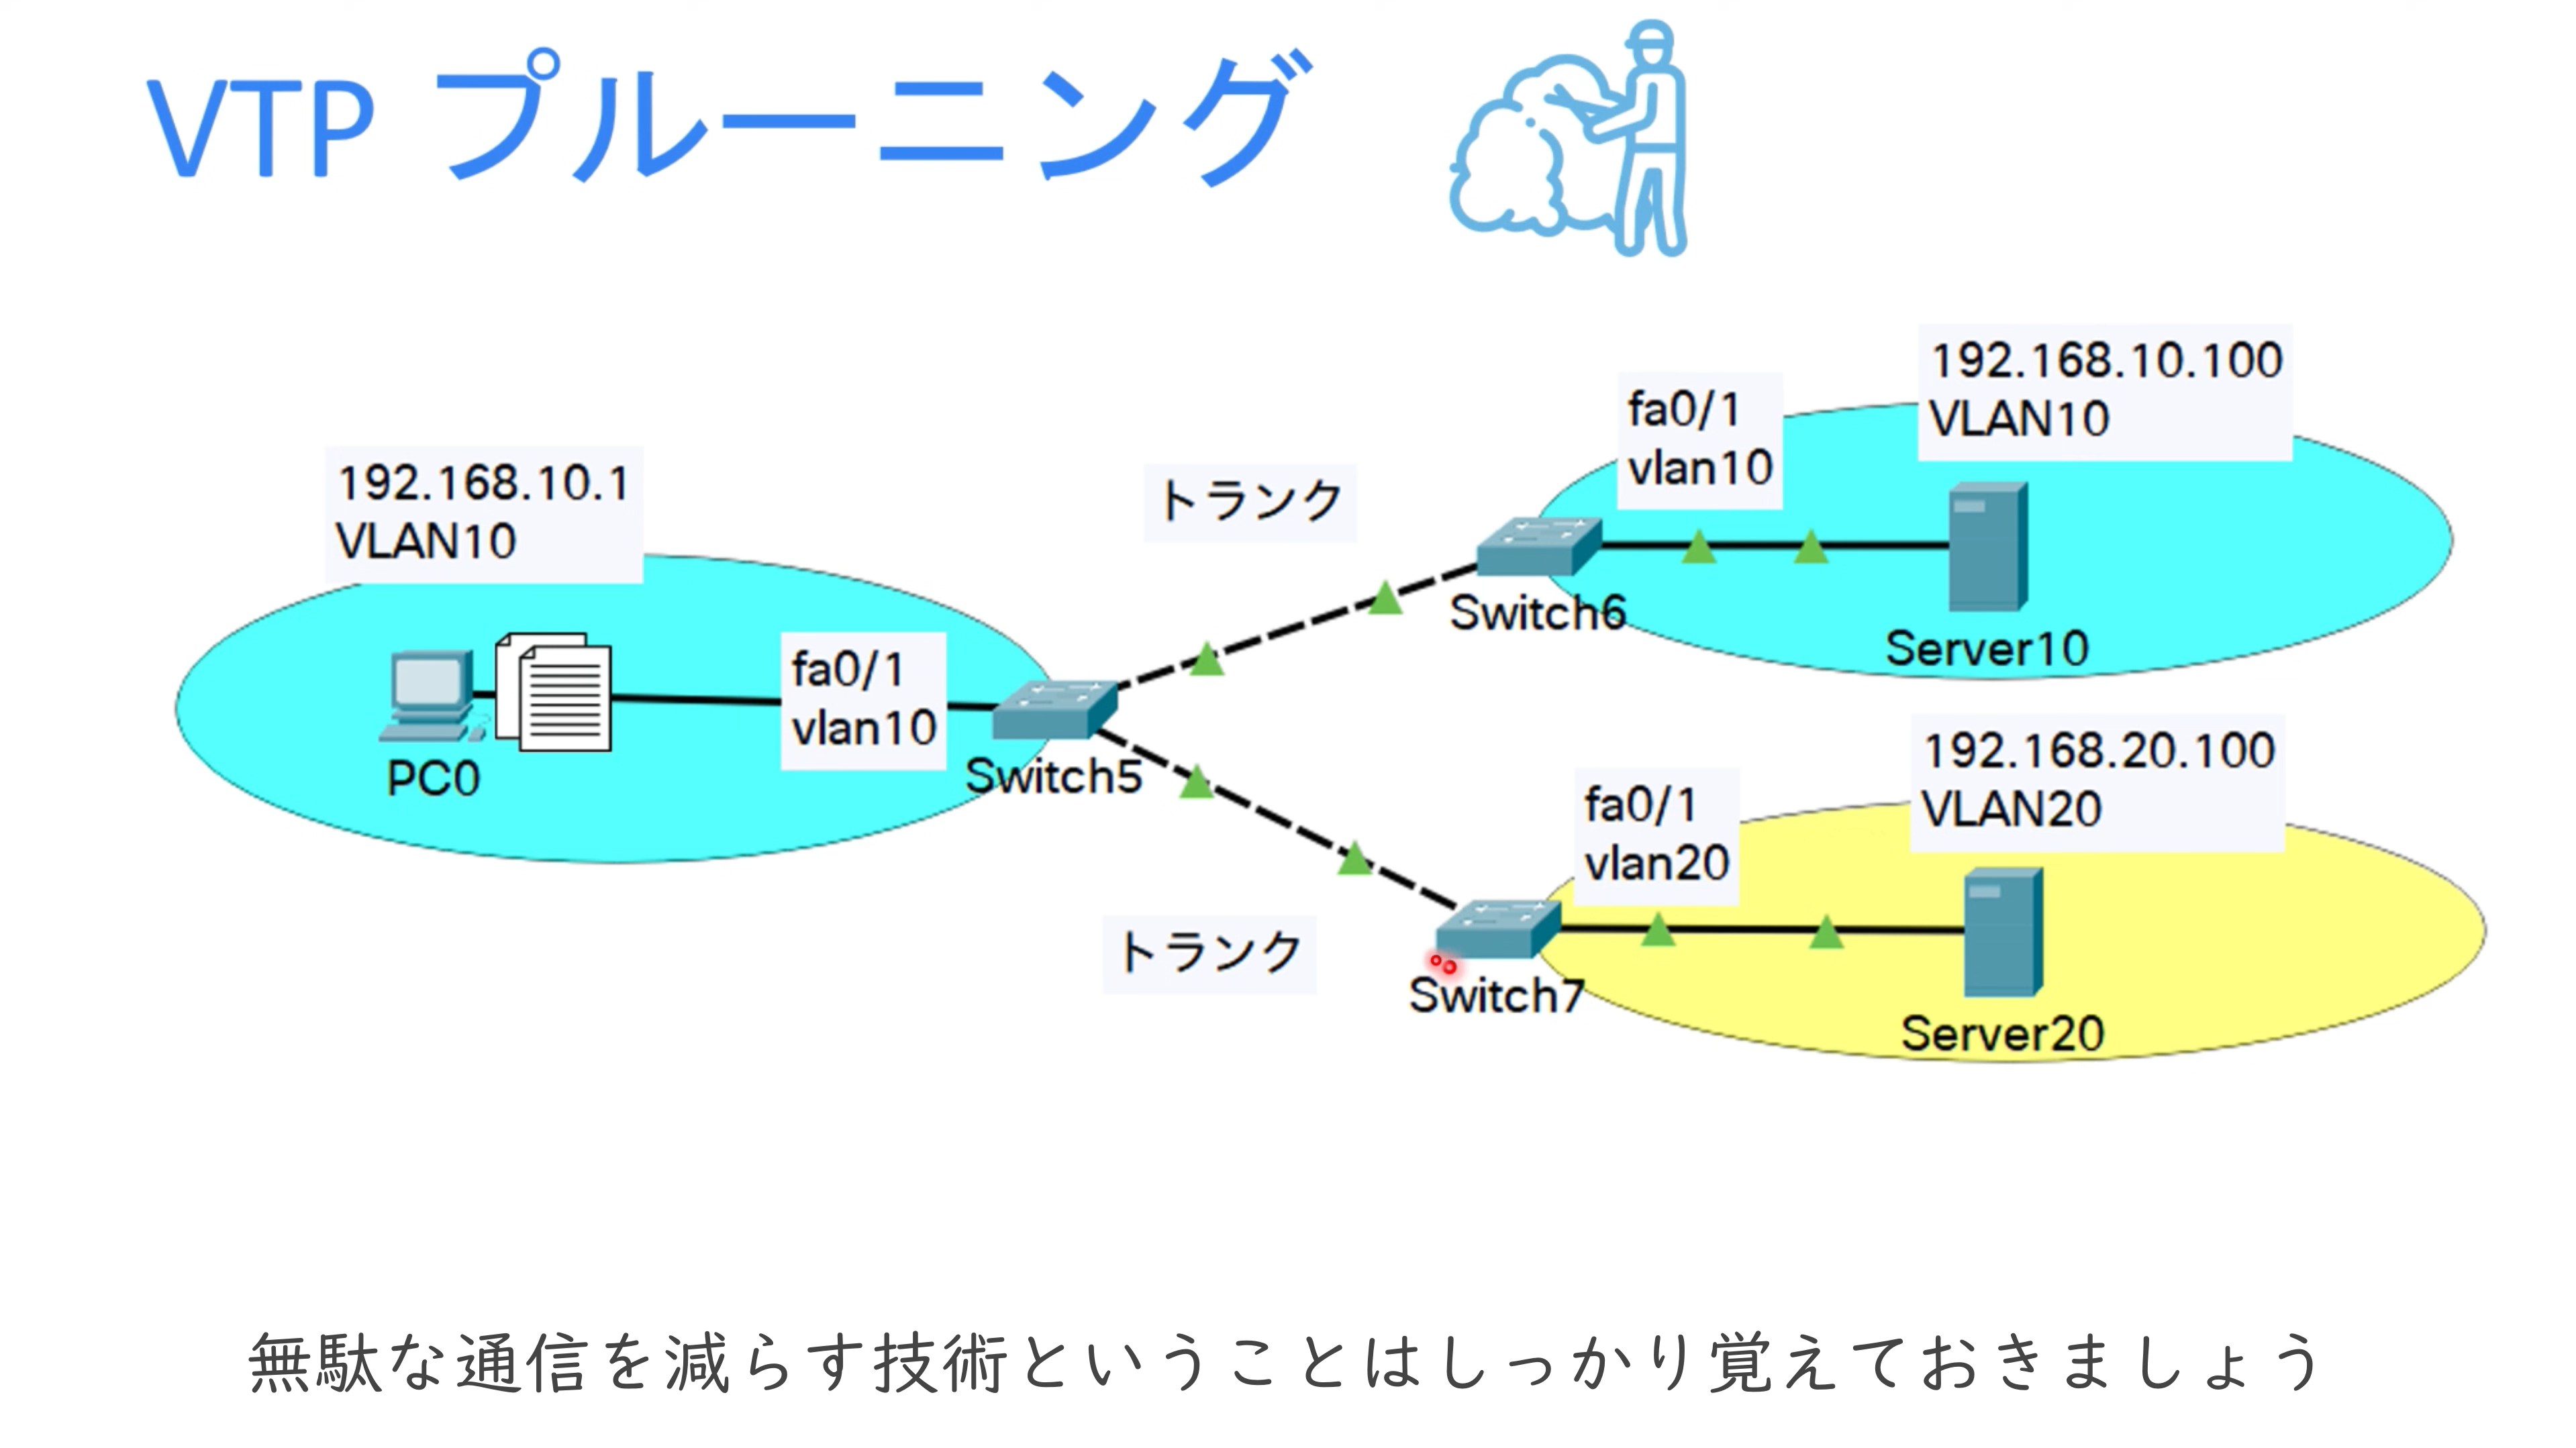 VTP プルーニング
192.168.10.1
VLAN10
PC0
fa0/1
vlan10
Switch5
トランク
fa0/1
vlan10
192.168.10.100
VLAN10
Switch6
Server10
トランク
fa0/1
vlan20
192.168.20.100
VLAN20
Switch7
Server20
無駄な通信を減らす技術ということはしっかり覚えておきましょう